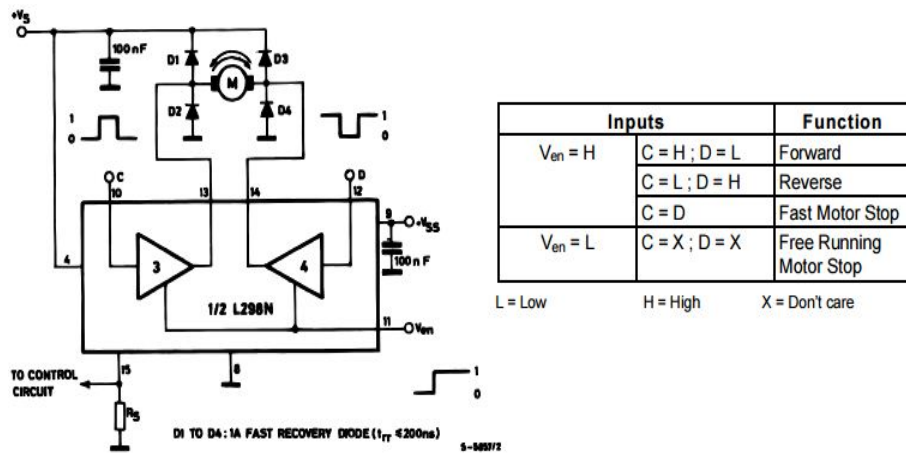 +Vs
100nF
D1
D3
M
D2
D4
1
0
1
0
C
D
10
13
14
12
9
+Vss
100nF
4
3
4
1/2 L298N
11
Ven
15
8
TO CONTROL
CIRCUIT
Rs
1
0
D1 TO D4 : 1A FAST RECOVERY DIODE (trr ≤ 200ns)
S-5857/2
Inputs Function
Ven = H C = H ; D = L Forward
C = L ; D = H Reverse
C = D Fast Motor Stop
Ven = L C = X ; D = X Free Running
Motor Stop
L = Low H = High X = Don't care